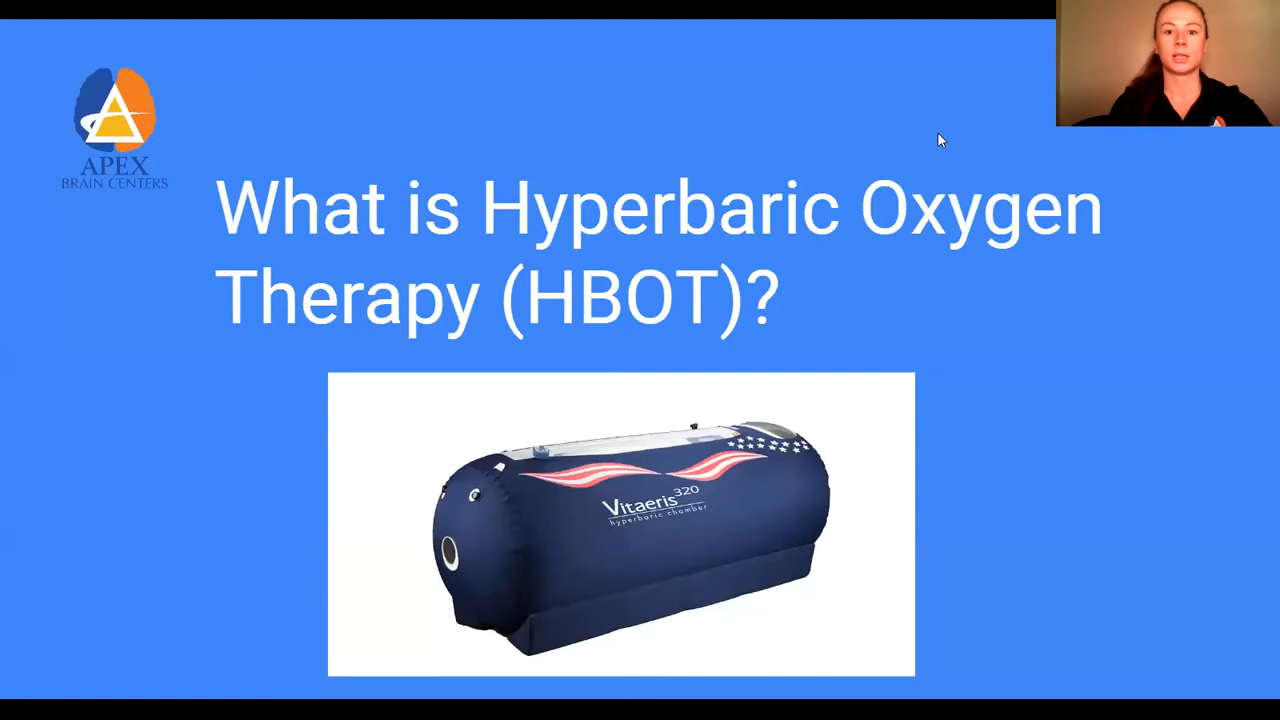 APEX
BRAIN CENTERS
What is Hyperbaric Oxygen
Therapy (HBOT)?
Vitaeris 320
hyperbaric chamber